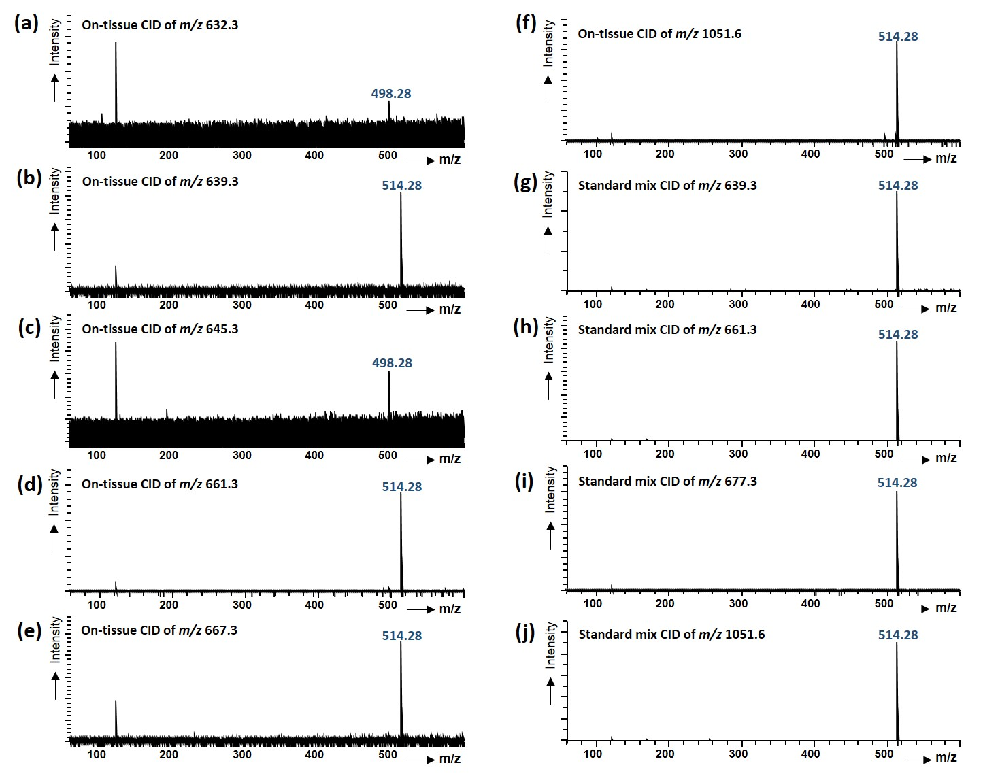 (a)
Intensity
On-tissue CID of m/z 632.3
498.28
100 200 300 400 500 m/z
(b)
Intensity
On-tissue CID of m/z 639.3
514.28
100 200 300 400 500 m/z
(c)
Intensity
On-tissue CID of m/z 645.3
498.28
100 200 300 400 500 m/z
(d)
Intensity
On-tissue CID of m/z 661.3
514.28
100 200 300 400 500 m/z
(e)
Intensity
On-tissue CID of m/z 667.3
514.28
100 200 300 400 500 m/z
(f)
Intensity
On-tissue CID of m/z 1051.6
514.28
100 200 300 400 500 m/z
(g)
Intensity
Standard mix CID of m/z 639.3
514.28
100 200 300 400 500 m/z
(h)
Intensity
Standard mix CID of m/z 661.3
514.28
100 200 300 400 500 m/z
(i)
Intensity
Standard mix CID of m/z 677.3
514.28
100 200 300 400 500 m/z
(j)
Intensity
Standard mix CID of m/z 1051.6
514.28
100 200 300 400 500 m/z